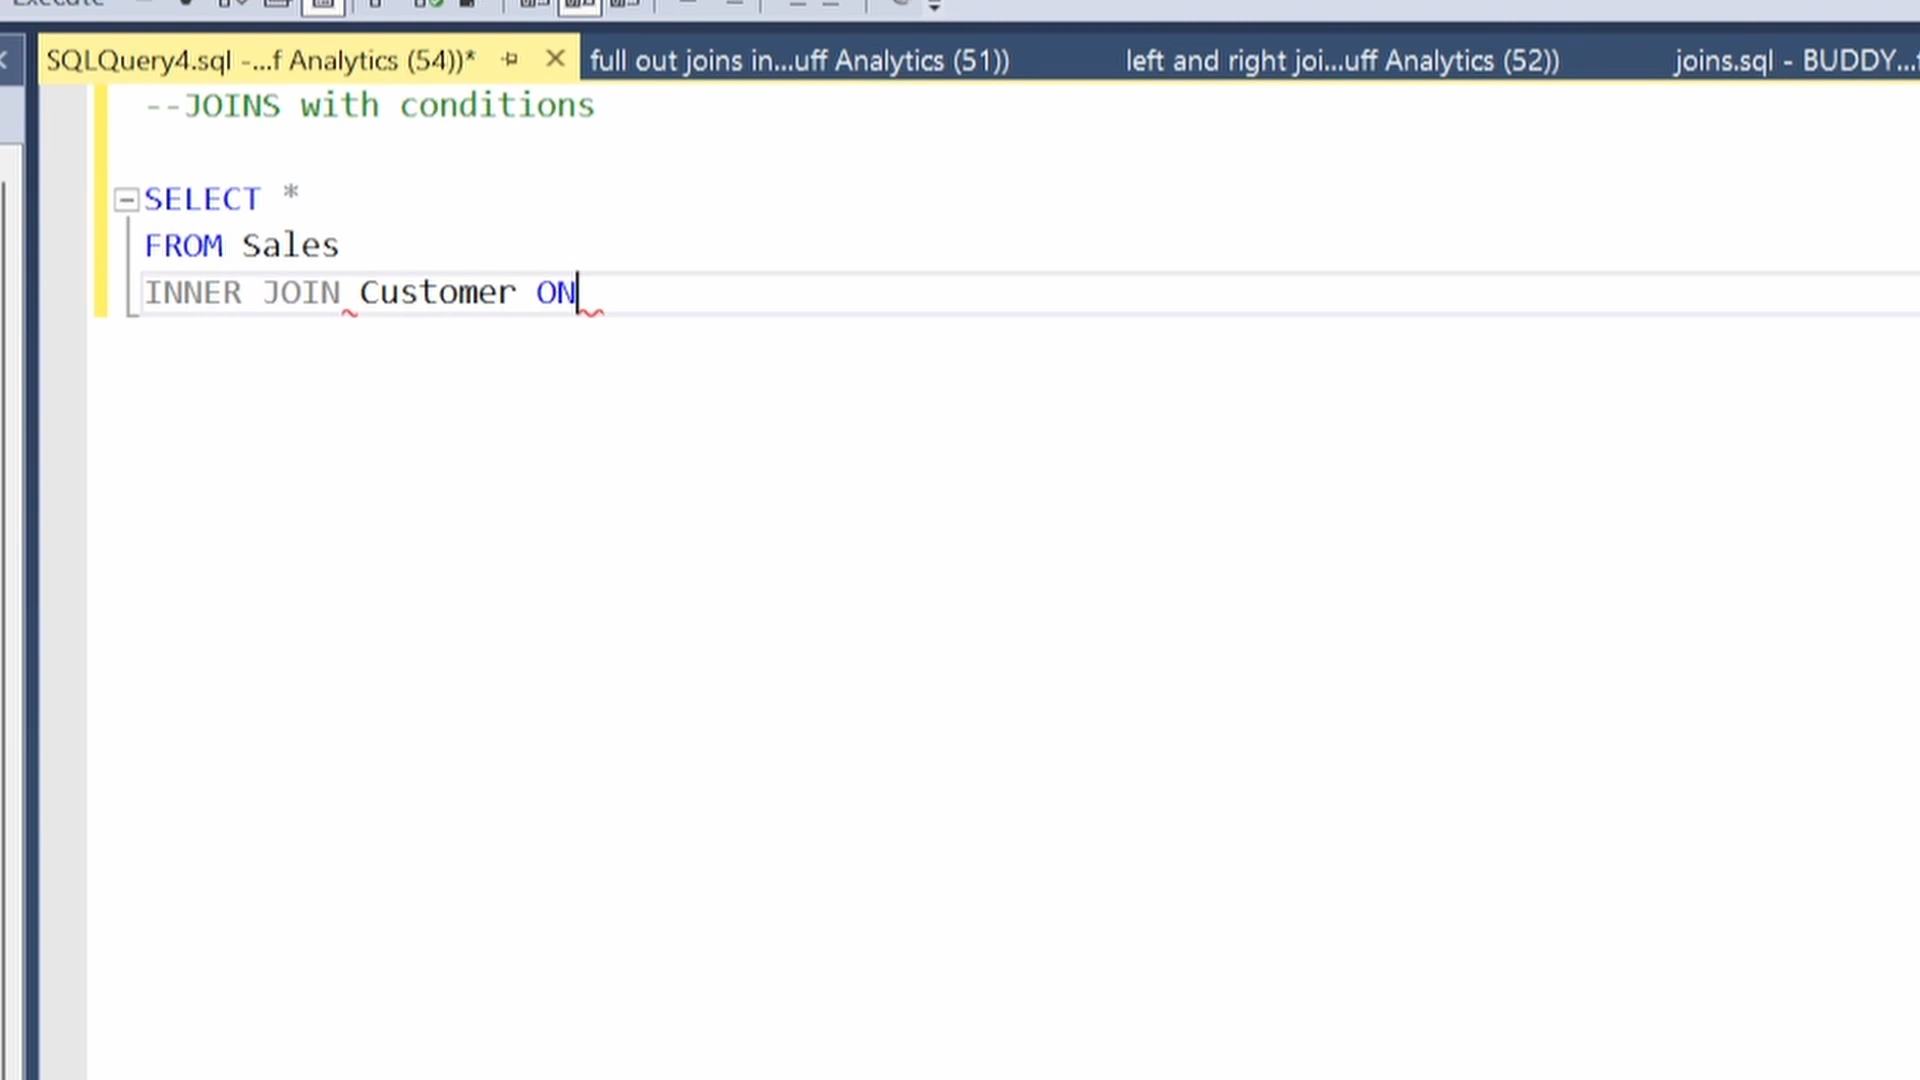 Execute
SQLQuery4.sql -...f Analytics (54))*
full out joins in...uff Analytics (51))
left and right joi...uff Analytics (52))
joins.sql - BUDDY...
--JOINS with conditions
SELECT *
FROM Sales
INNER JOIN Customer ON